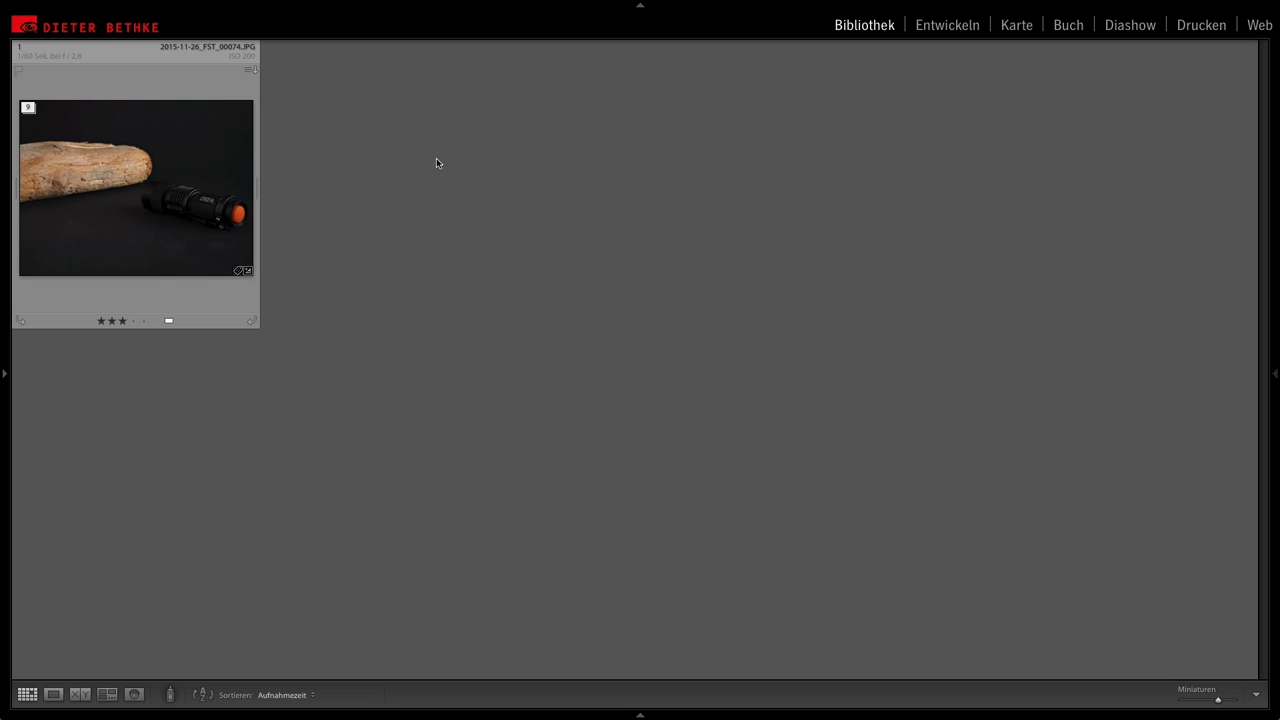 DIETER BETHKE
Bibliothek Entwickeln Karte Buch Diashow Drucken Web
1 2015-11-26_FST_00074.JPG
1/60 Sek. bei f / 2,8 ISO 200
9
Sortieren: Aufnahmezeit
Miniaturen